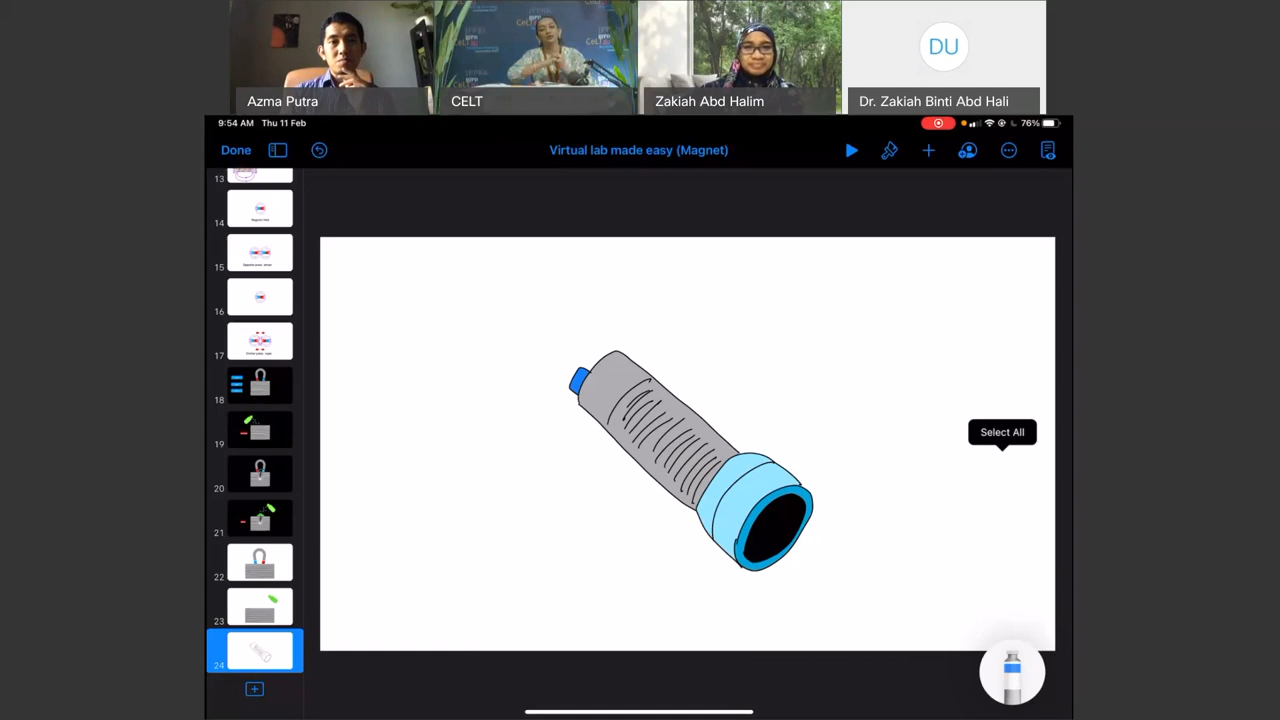 DU
Azma Putra
CELT
Zakiah Abd Halim
Dr. Zakiah Binti Abd Hali
9:54 AM Thu 11 Feb
76%
Done
Virtual lab made easy (Magnet)
13
14
15
16
17
18
19
20
21
22
23
24
Select All